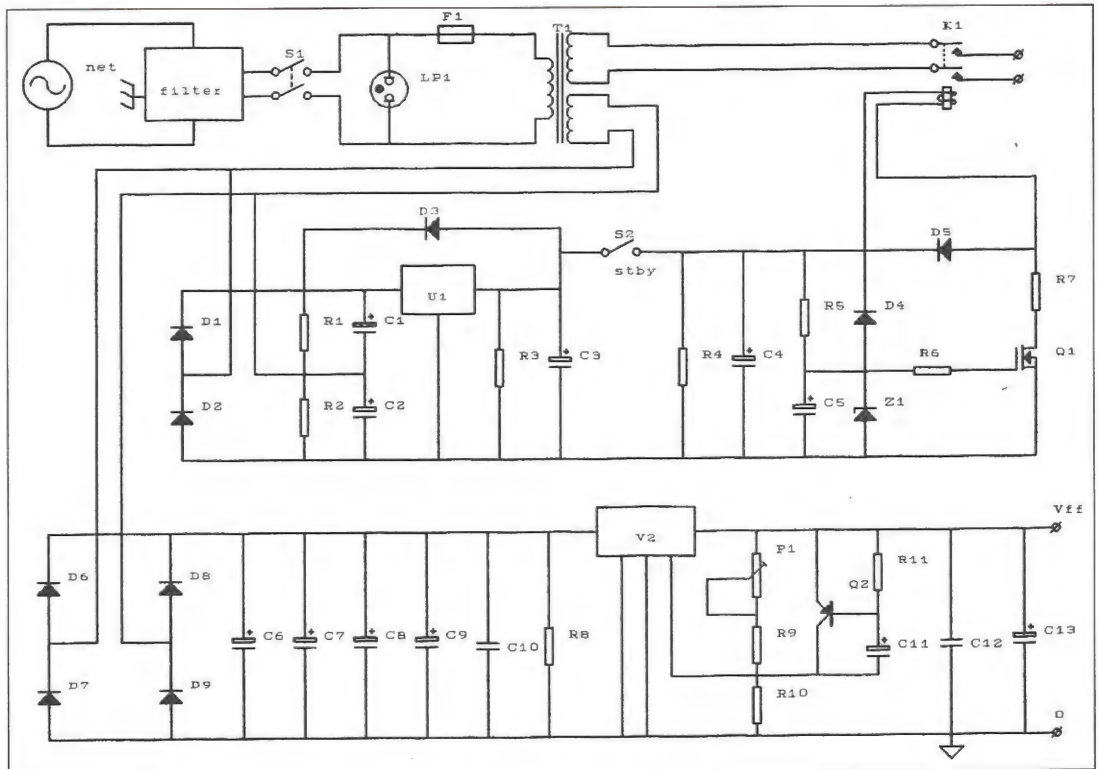 F1
T1
K1
net
S1
filter
LP1
D3
S2
stby
D5
U1
R7
D1
R1
C1
R5
D4
R3
C3
R4
C4
R6
Q1
D2
R2
C2
C5
Z1
Vff
V2
P1
R11
D6
D8
Q2
C6
C7
C8
C9
C10
R8
R9
C11
C12
C13
D7
D9
R10
0